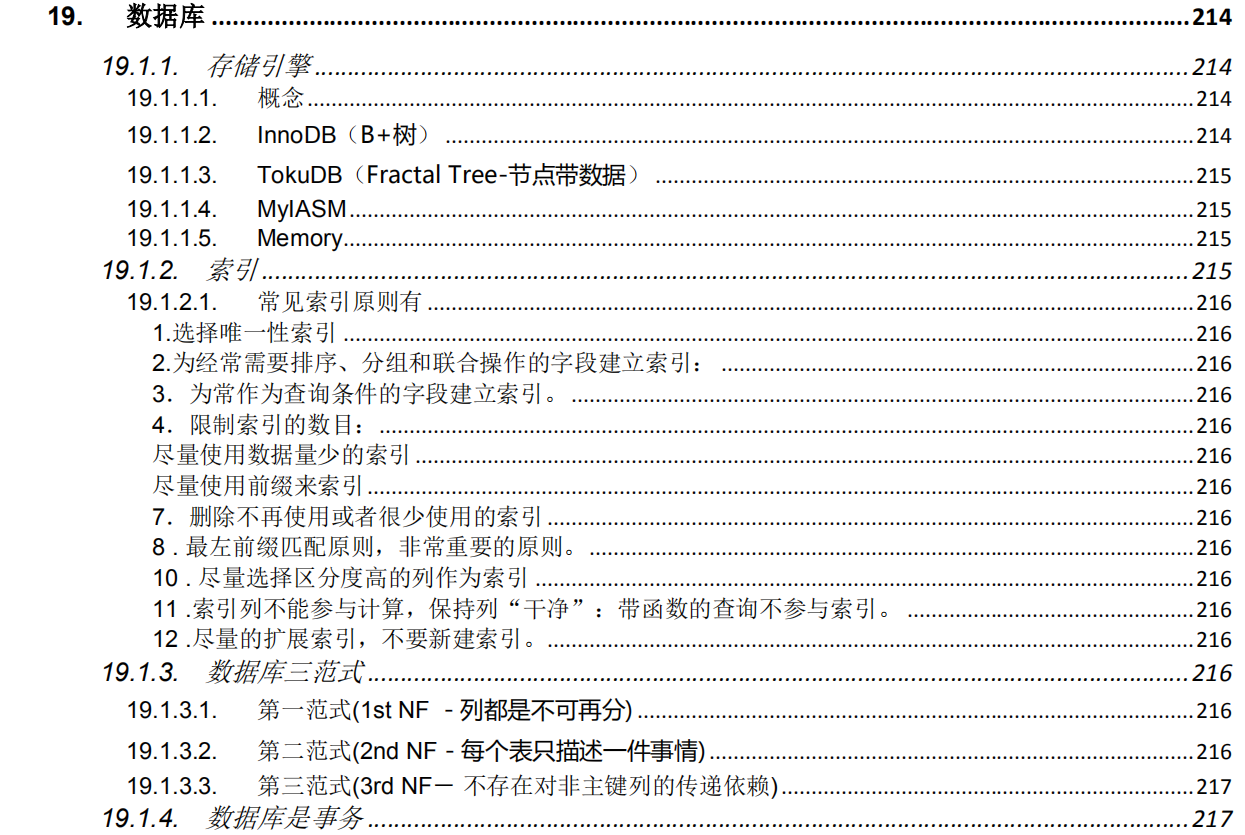 19. 数据库 214
19.1.1. 存储引擎 214
19.1.1.1. 概念 214
19.1.1.2. InnoDB（B+树） 214
19.1.1.3. TokuDB（Fractal Tree-节点带数据） 215
19.1.1.4. MyIASM 215
19.1.1.5. Memory 215
19.1.2. 索引 215
19.1.2.1. 常见索引原则有 216
1.选择唯一性索引 216
2.为经常需要排序、分组和联合操作的字段建立索引： 216
3．为常作为查询条件的字段建立索引。 216
4．限制索引的数目： 216
尽量使用数据量少的索引 216
尽量使用前缀来索引 216
7．删除不再使用或者很少使用的索引 216
8 . 最左前缀匹配原则，非常重要的原则。 216
10 . 尽量选择区分度高的列作为索引 216
11 .索引列不能参与计算，保持列“干净”：带函数的查询不参与索引。 216
12 .尽量的扩展索引，不要新建索引。 216
19.1.3. 数据库三范式 216
19.1.3.1. 第一范式(1st NF - 列都是不可再分) 216
19.1.3.2. 第二范式(2nd NF - 每个表只描述一件事情) 216
19.1.3.3. 第三范式(3rd NF－ 不存在对非主键列的传递依赖) 217
19.1.4. 数据库是事务 217